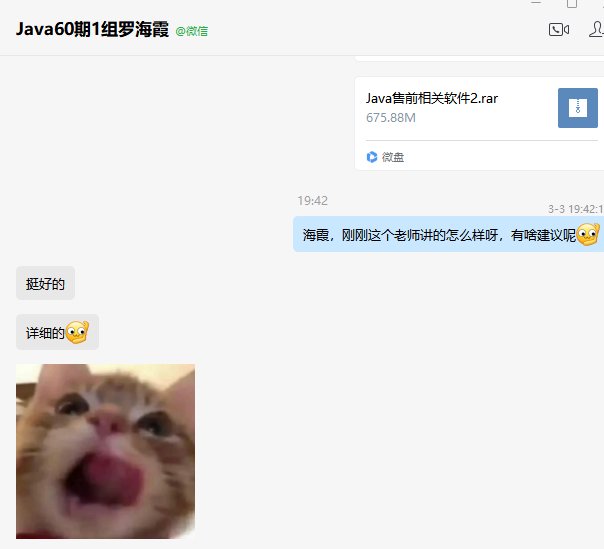 Java60期1组罗海霞 @微信
Java售前相关软件2.rar
675.88M
微盘
19:42
3-3 19:42:1
海霞，刚刚这个老师讲的怎么样呀，有啥建议呢
挺好的
详细的